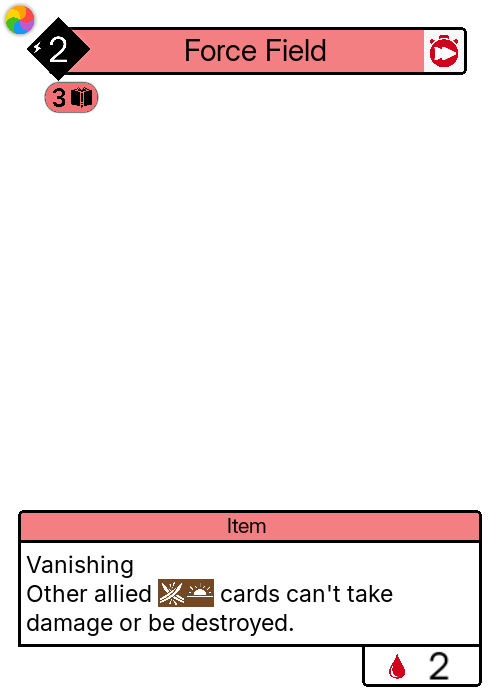 2
Force Field
3
Item
Vanishing
Other allied cards can't take
damage or be destroyed.
2